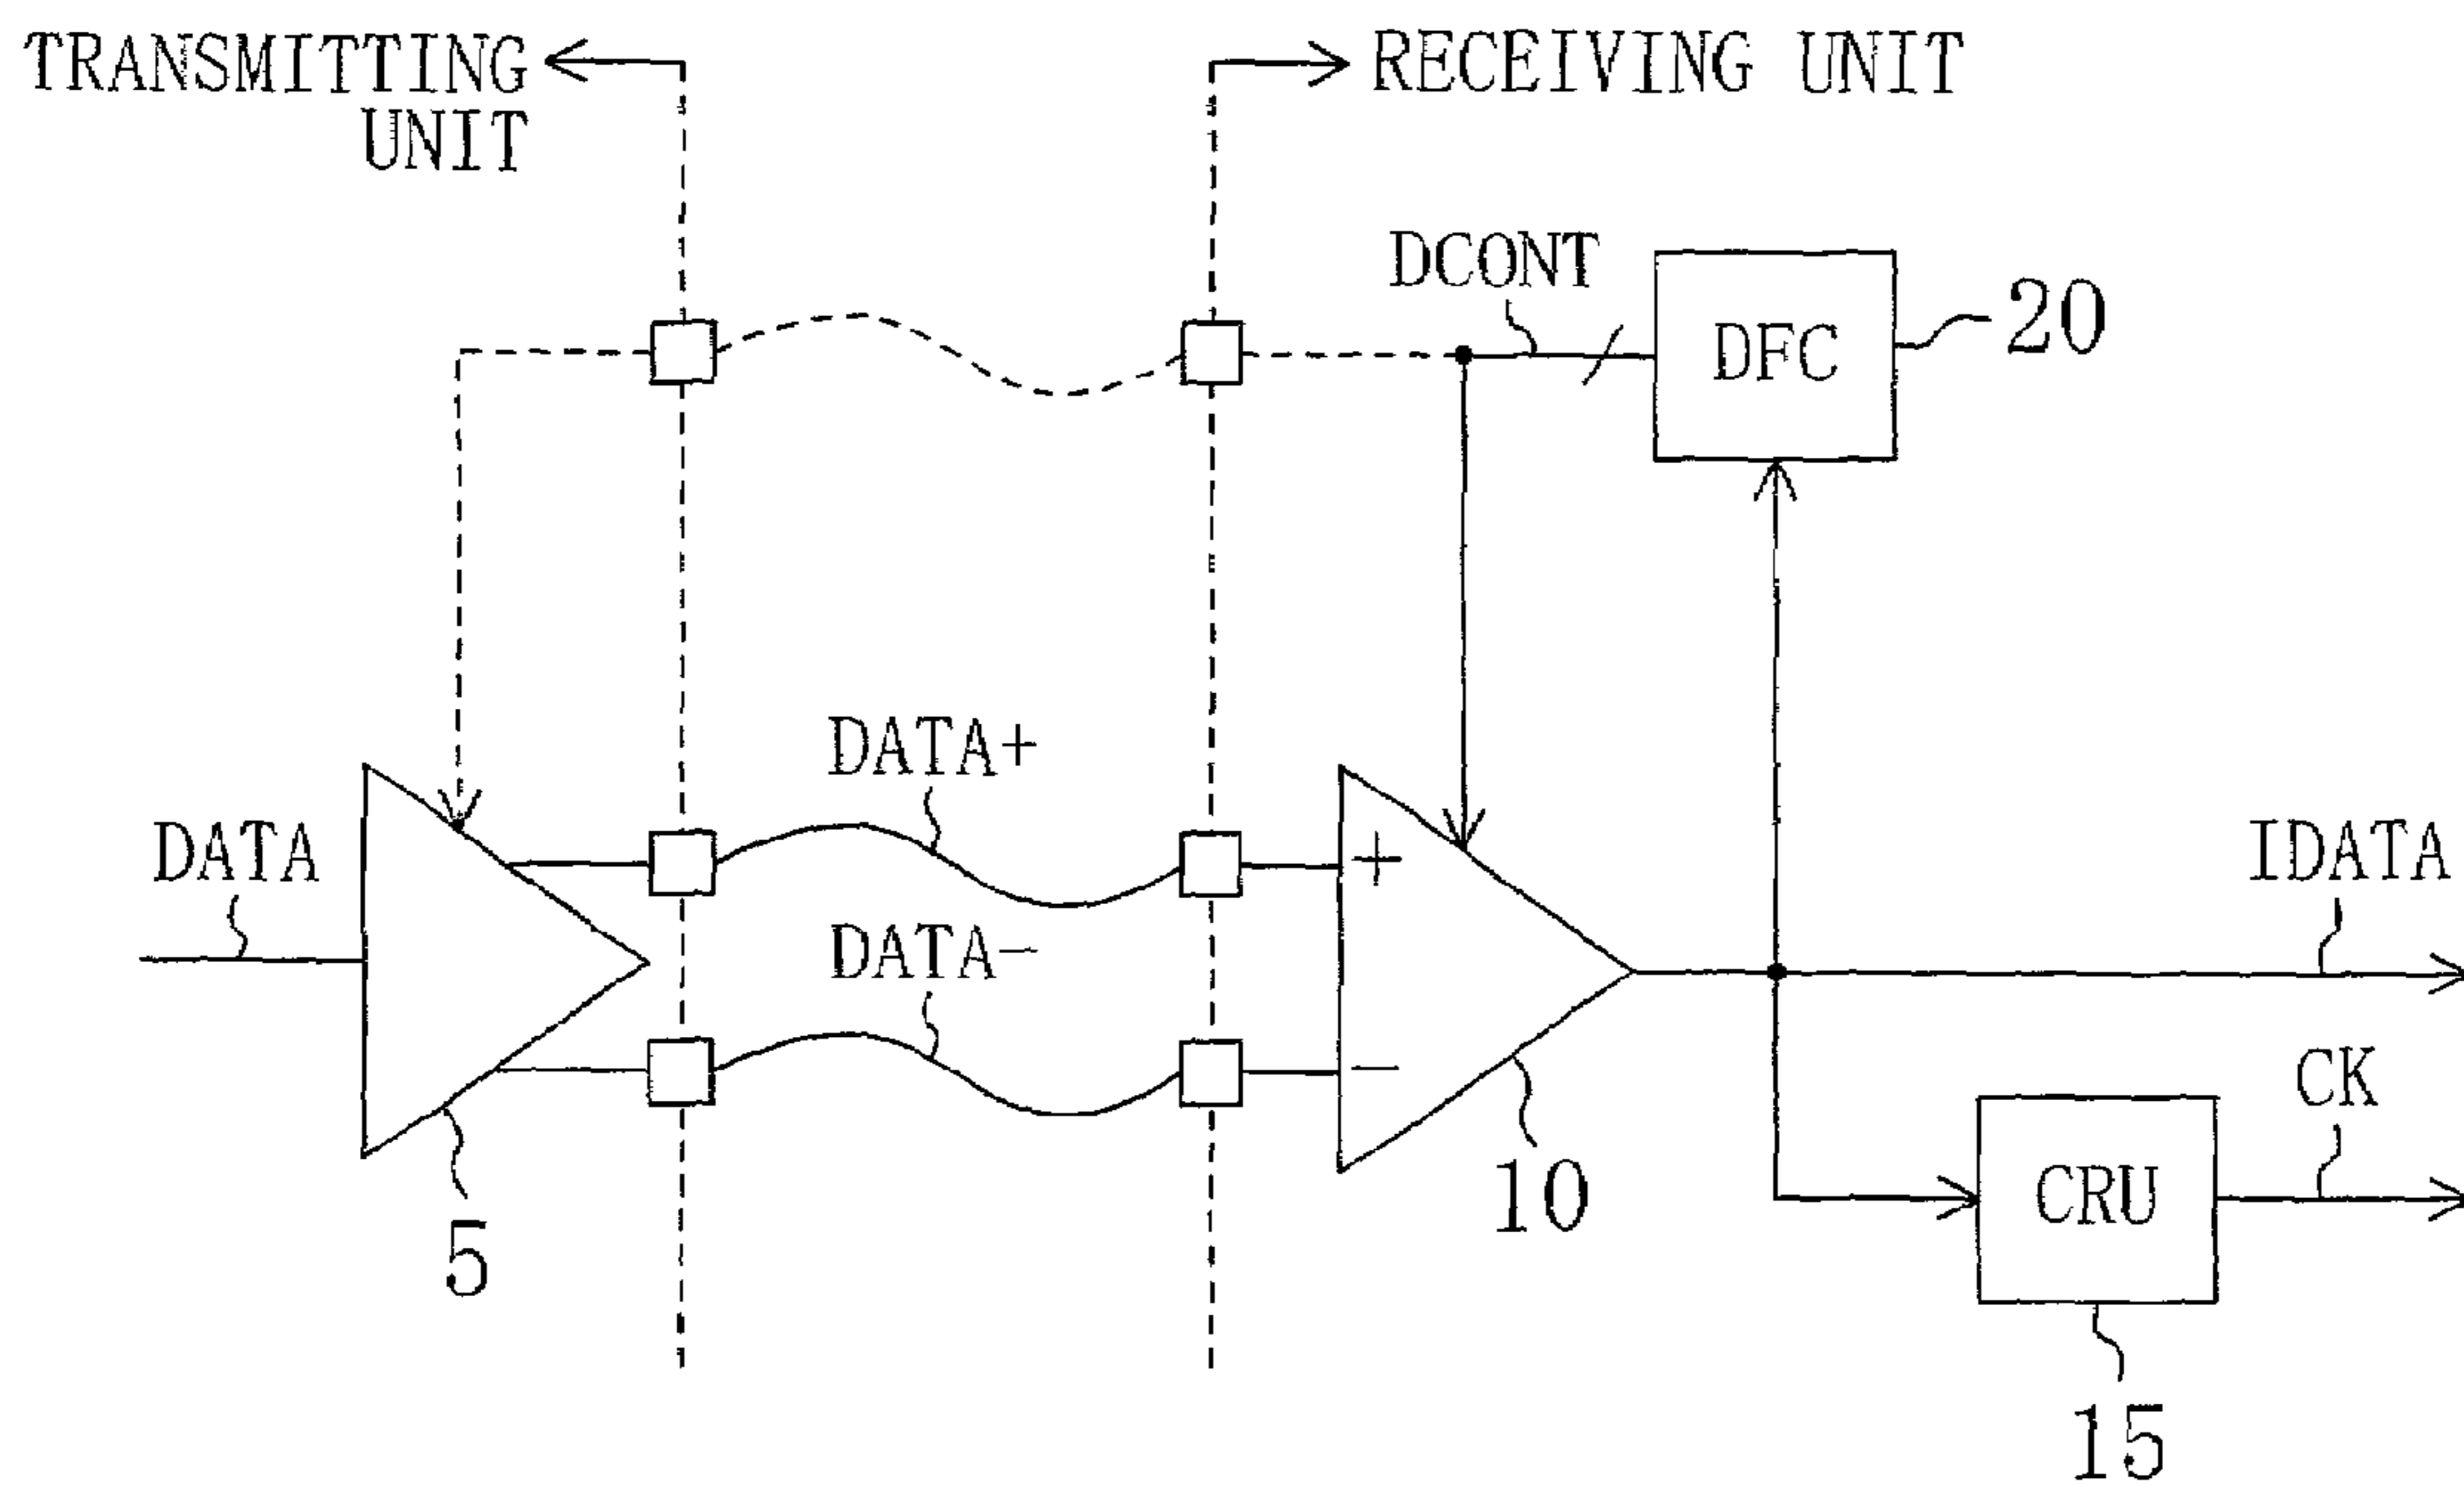 TRANSMITTING
UNIT
RECEIVING UNIT
DCONT
DFC
20
DATA+
DATA
DATA-
+
-
IDATA
CK
CRU
5
10
15